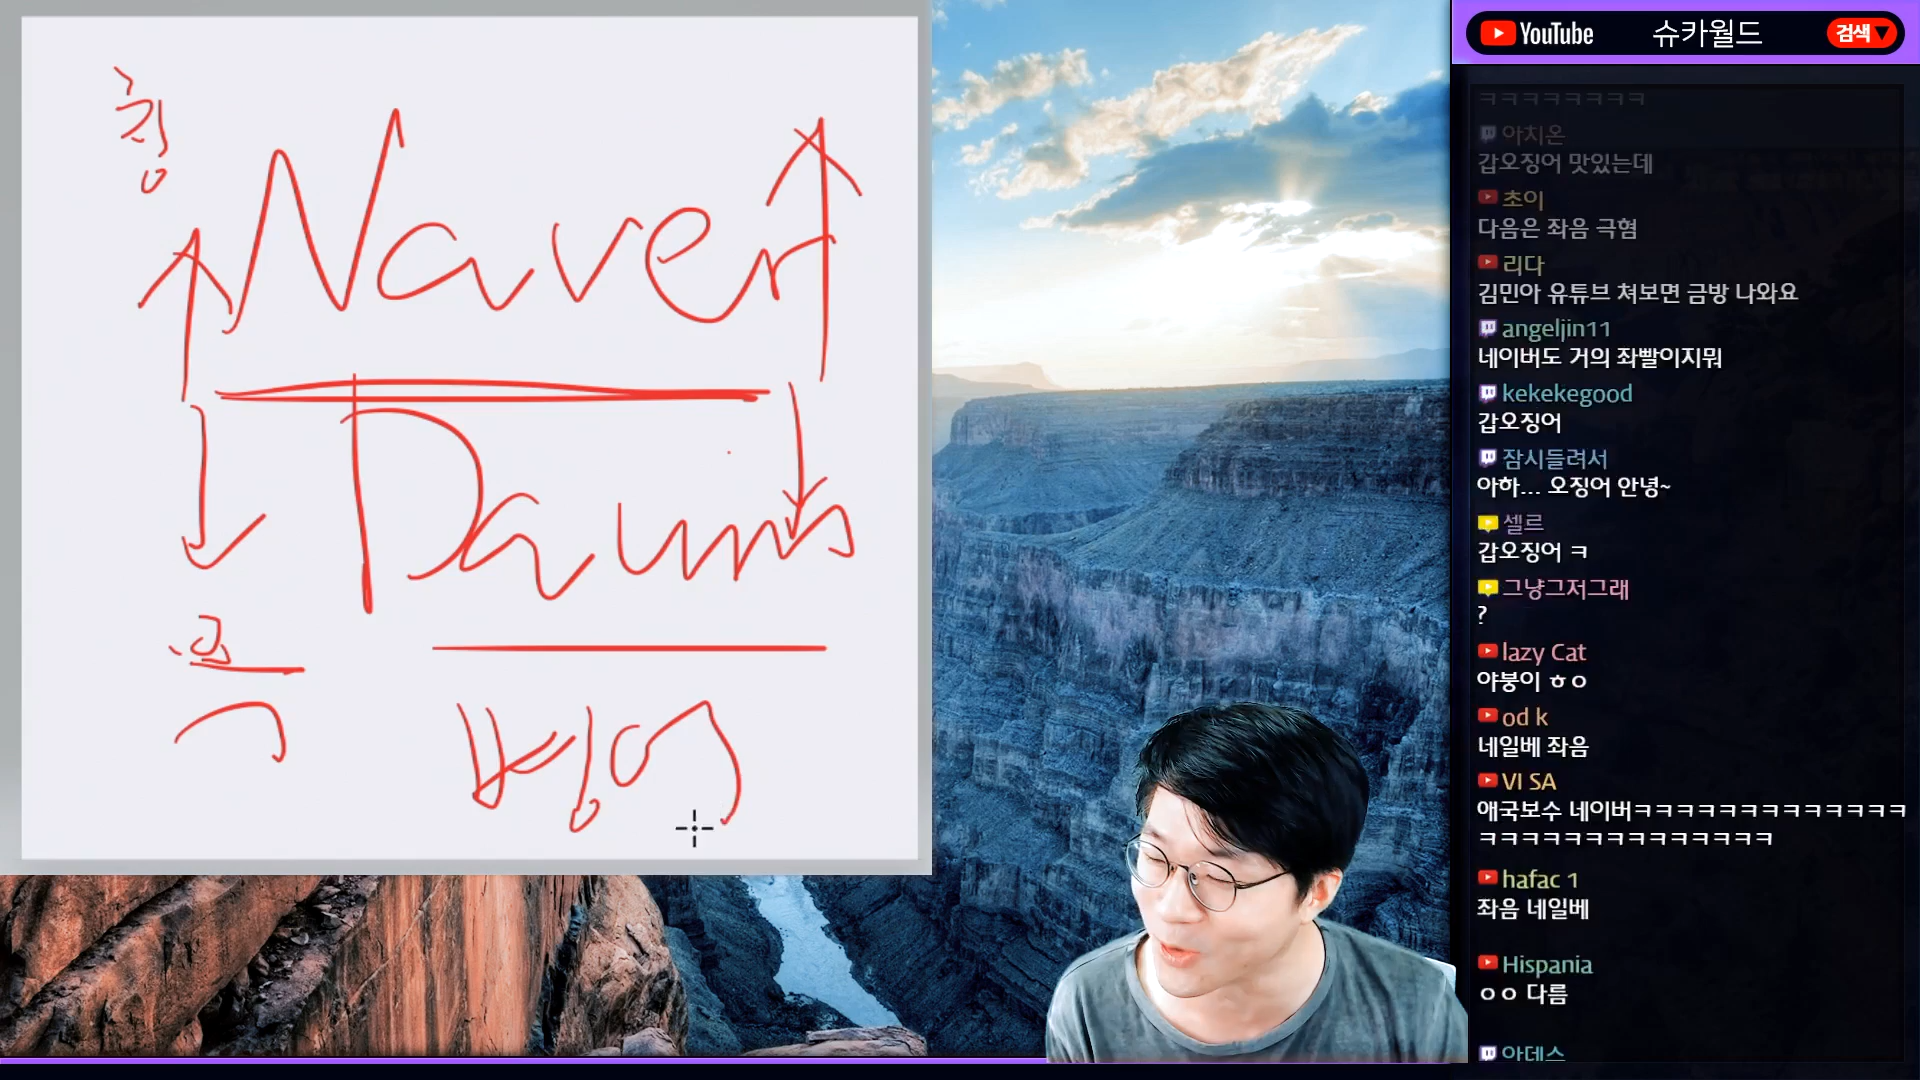 칭
Naver
Daum
욕
병어
YouTube 슈카월드 검색▼
ㅋㅋㅋㅋㅋㅋㅋㅋ
아치온
갑오징어 맛있는데
초이
다음은 좌음 극혐
리다
김민아 유튜브 쳐보면 금방 나와요
angeljin11
네이버도 거의 좌빨이지뭐
kekekegood
갑오징어
잠시들려서
아하... 오징어 안녕~
셀르
갑오징어 ㅋ
그냥그저그래
?
lazy Cat
야붕이 ㅎㅇ
od k
네일베 좌음
VI SA
애국보수 네이버ㅋㅋㅋㅋㅋㅋㅋㅋㅋㅋㅋㅋㅋ
ㅋㅋㅋㅋㅋㅋㅋㅋㅋㅋㅋㅋㅋㅋ
hafac 1
좌음 네일베
Hispania
ㅇㅇ 다름
아데스